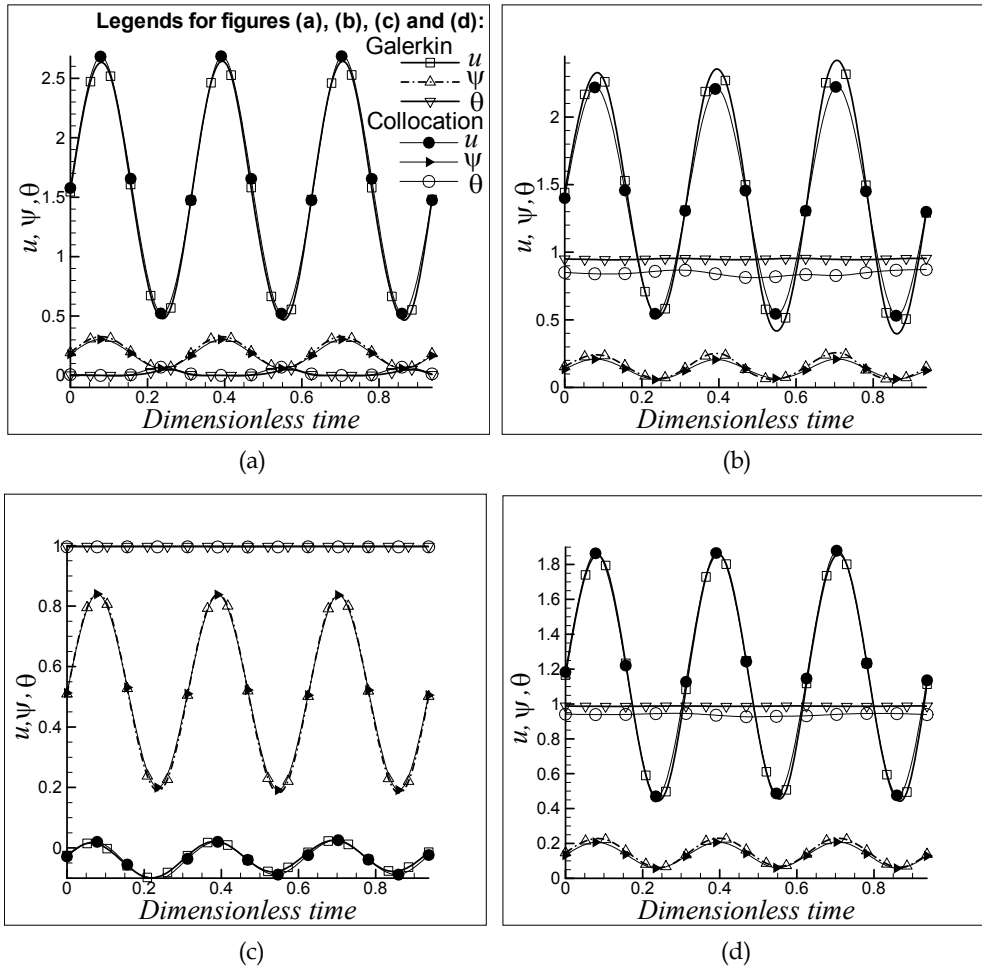 Legends for figures (a), (b), (c) and (d):
Galerkin
u
ψ
θ
Collocation
u
ψ
θ
u, ψ, θ
2.5
2
1.5
1
0.5
0
0 0.2 0.4 0.6 0.8
Dimensionless time
(a)
u, ψ, θ
2.5
2
1.5
1
0.5
0
0 0.2 0.4 0.6 0.8
Dimensionless time
(b)
u, ψ, θ
1
0.8
0.6
0.4
0.2
0
0 0.2 0.4 0.6 0.8
Dimensionless time
(c)
u, ψ, θ
1.8
1.6
1.4
1.2
1
0.8
0.6
0.4
0.2
0
0 0.2 0.4 0.6 0.8
Dimensionless time
(d)